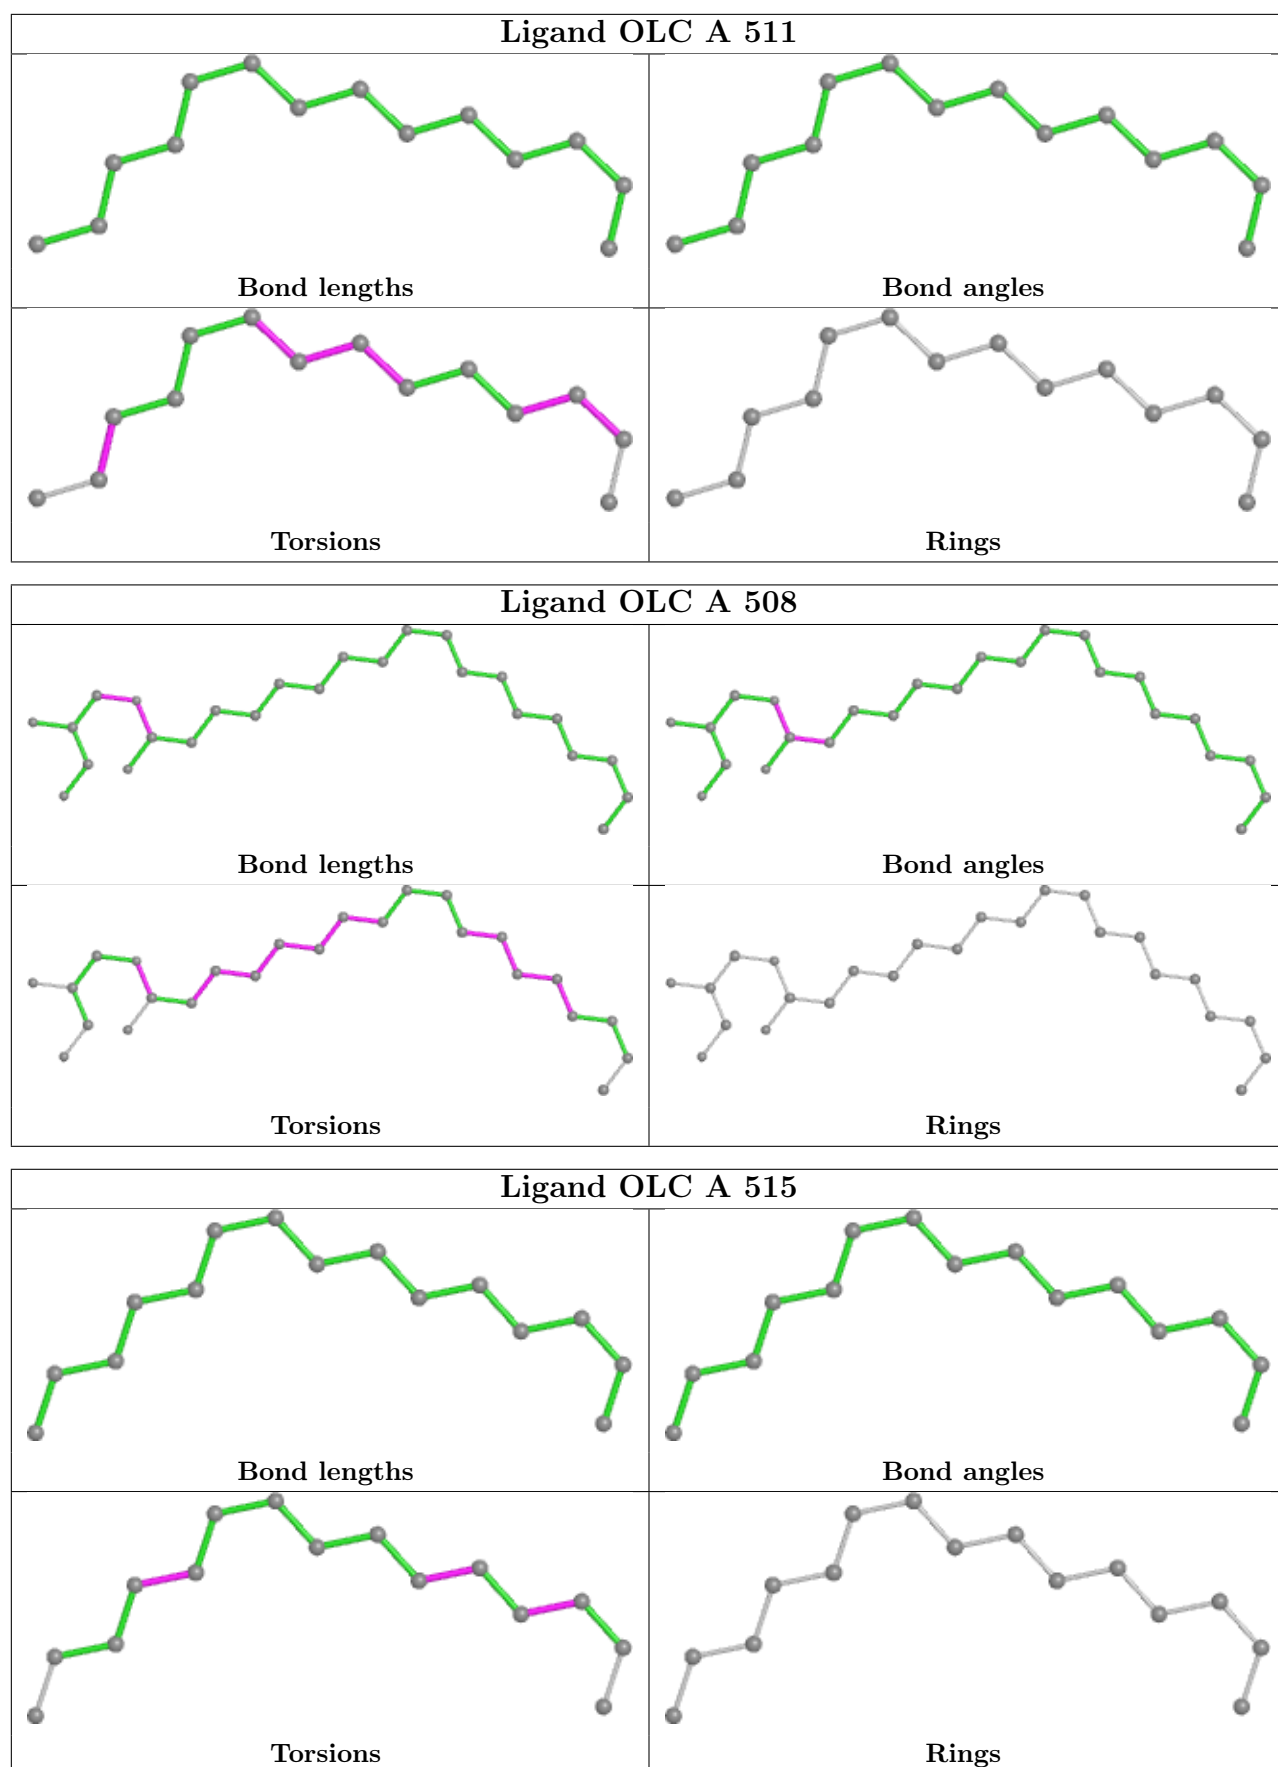 Ligand OLC A 511
Bond lengths
Bond angles
Torsions
Rings
Ligand OLC A 508
Bond lengths
Bond angles
Torsions
Rings
Ligand OLC A 515
Bond lengths
Bond angles
Torsions
Rings